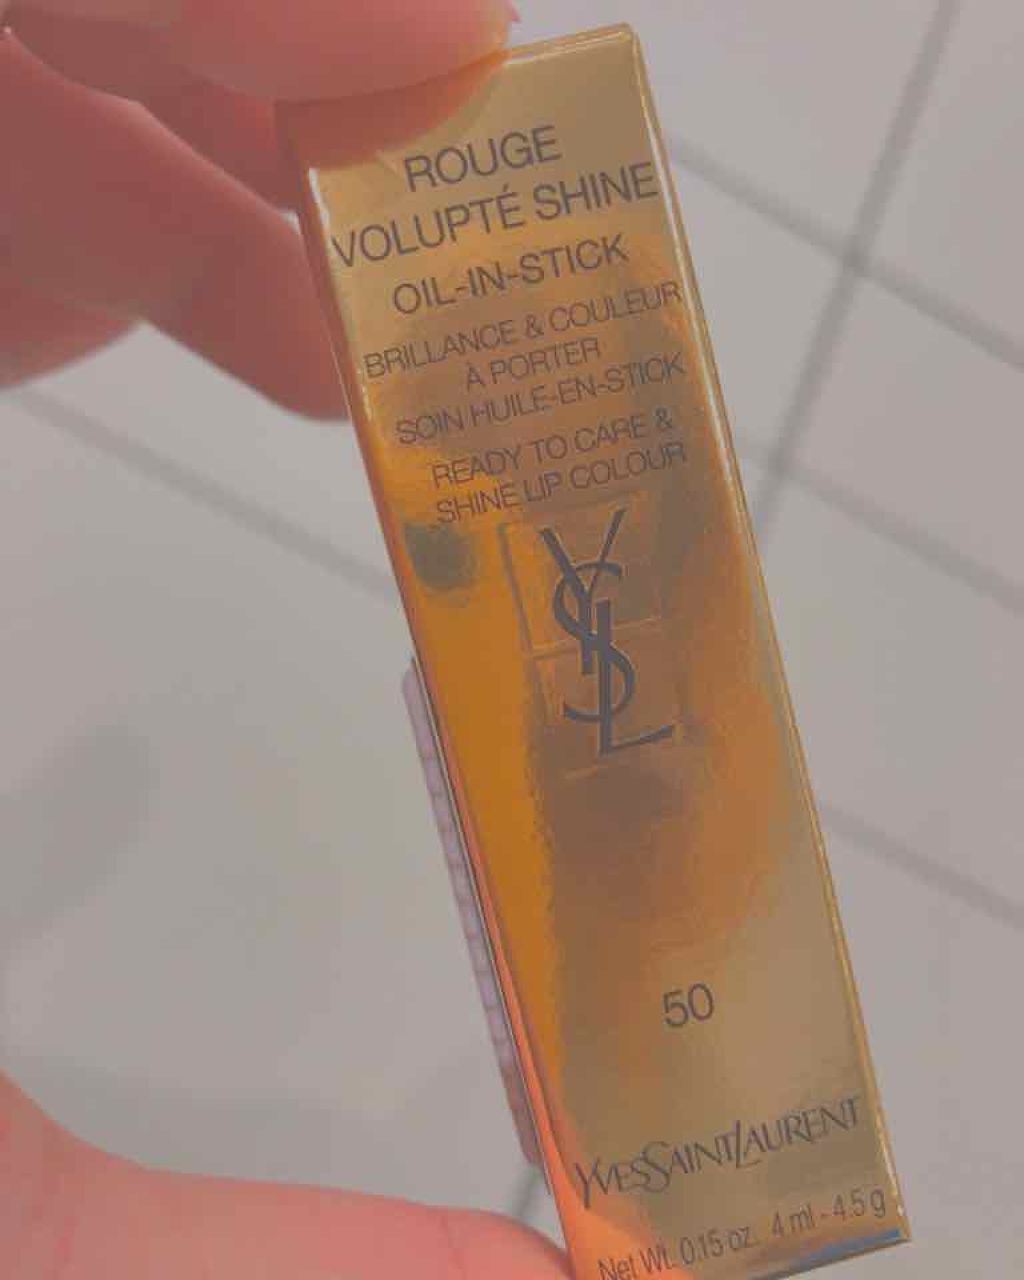 ROUGE
VOLUPTÉ SHINE
OIL-IN-STICK
BRILLANCE & COULEUR
À PORTER
SOIN HUILE-EN-STICK
READY TO CARE &
SHINE LIP COLOUR
YSL
50
YVESSAINTLAURENT
Net Wt. 0.15 oz. 4 ml - 4.5 g